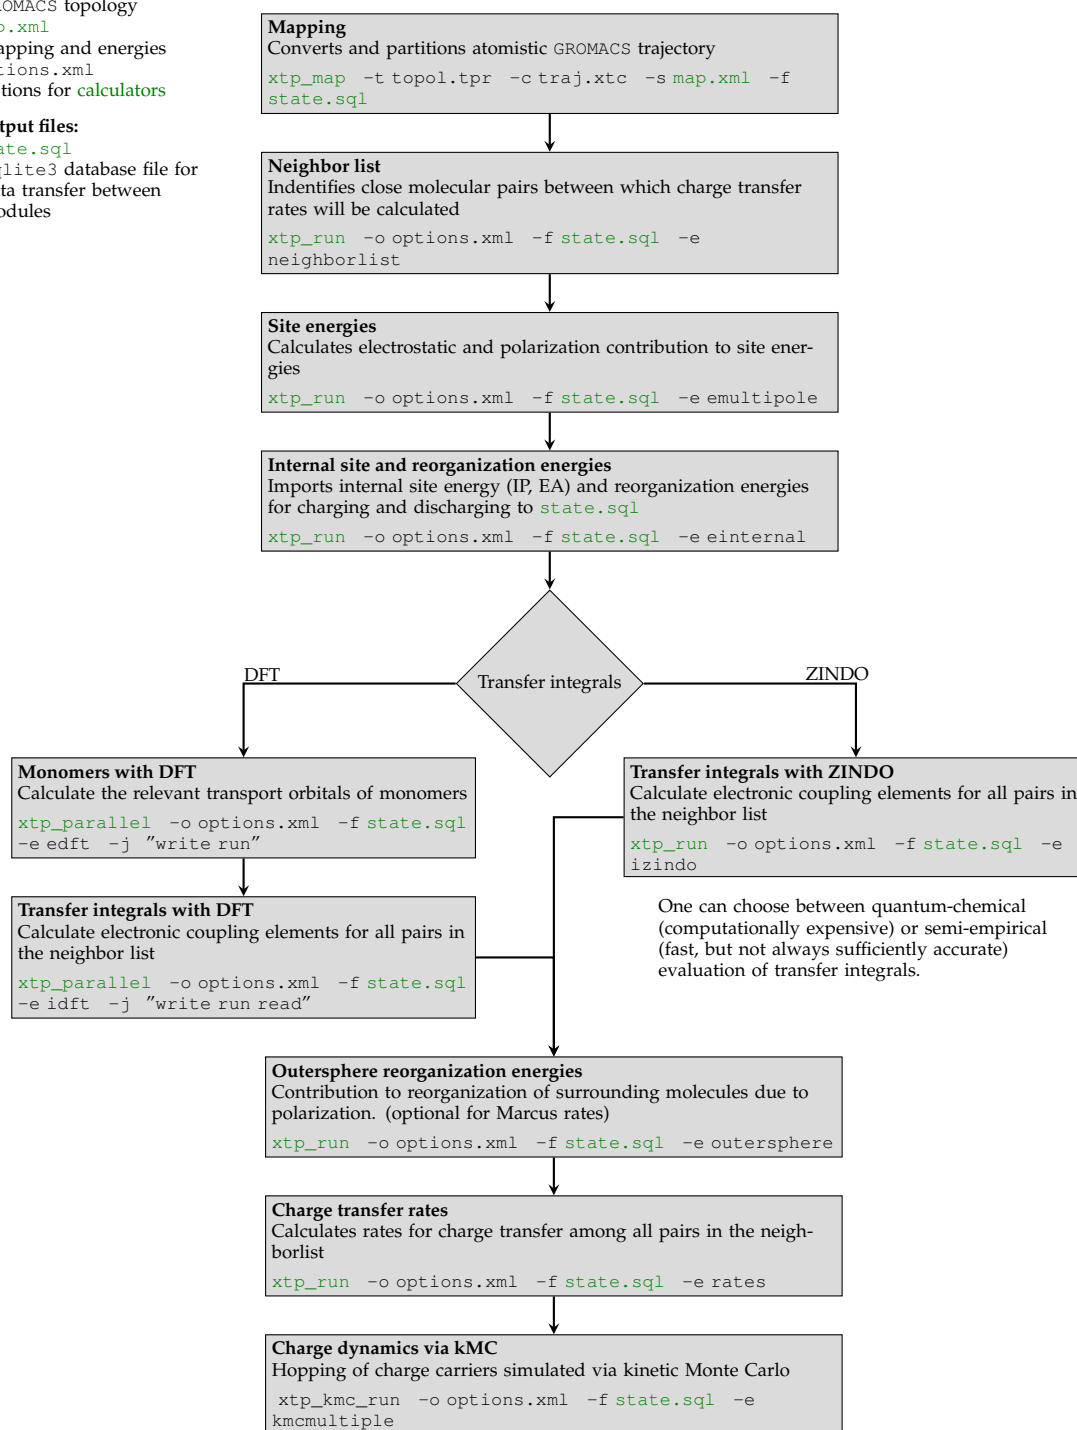 GROMACS topology
map.xml
mapping and energies
options.xml
options for calculators
output files:
state.sql
sqlite3 database file for
data transfer between
modules
Mapping
Converts and partitions atomistic GROMACS trajectory
xtp_map -t topol.tpr -c traj.xtc -s map.xml -f
state.sql
Neighbor list
Indentifies close molecular pairs between which charge transfer
rates will be calculated
xtp_run -o options.xml -f state.sql -e
neighborlist
Site energies
Calculates electrostatic and polarization contribution to site ener-
gies
xtp_run -o options.xml -f state.sql -e emultipole
Internal site and reorganization energies
Imports internal site energy (IP, EA) and reorganization energies
for charging and discharging to state.sql
xtp_run -o options.xml -f state.sql -e einternal
DFT
Transfer integrals
ZINDO
Monomers with DFT
Calculate the relevant transport orbitals of monomers
xtp_parallel -o options.xml -f state.sql
-e edft -j "write run"
Transfer integrals with DFT
Calculate electronic coupling elements for all pairs in
the neighbor list
xtp_parallel -o options.xml -f state.sql
-e idft -j "write run read"
Transfer integrals with ZINDO
Calculate electronic coupling elements for all pairs in
the neighbor list
xtp_run -o options.xml -f state.sql -e
izindo
One can choose between quantum-chemical
(computationally expensive) or semi-empirical
(fast, but not always sufficiently accurate)
evaluation of transfer integrals.
Outersphere reorganization energies
Contribution to reorganization of surrounding molecules due to
polarization. (optional for Marcus rates)
xtp_run -o options.xml -f state.sql -e outersphere
Charge transfer rates
Calculates rates for charge transfer among all pairs in the neigh-
borlist
xtp_run -o options.xml -f state.sql -e rates
Charge dynamics via kMC
Hopping of charge carriers simulated via kinetic Monte Carlo
xtp_kmc_run -o options.xml -f state.sql -e
kmcmultiple